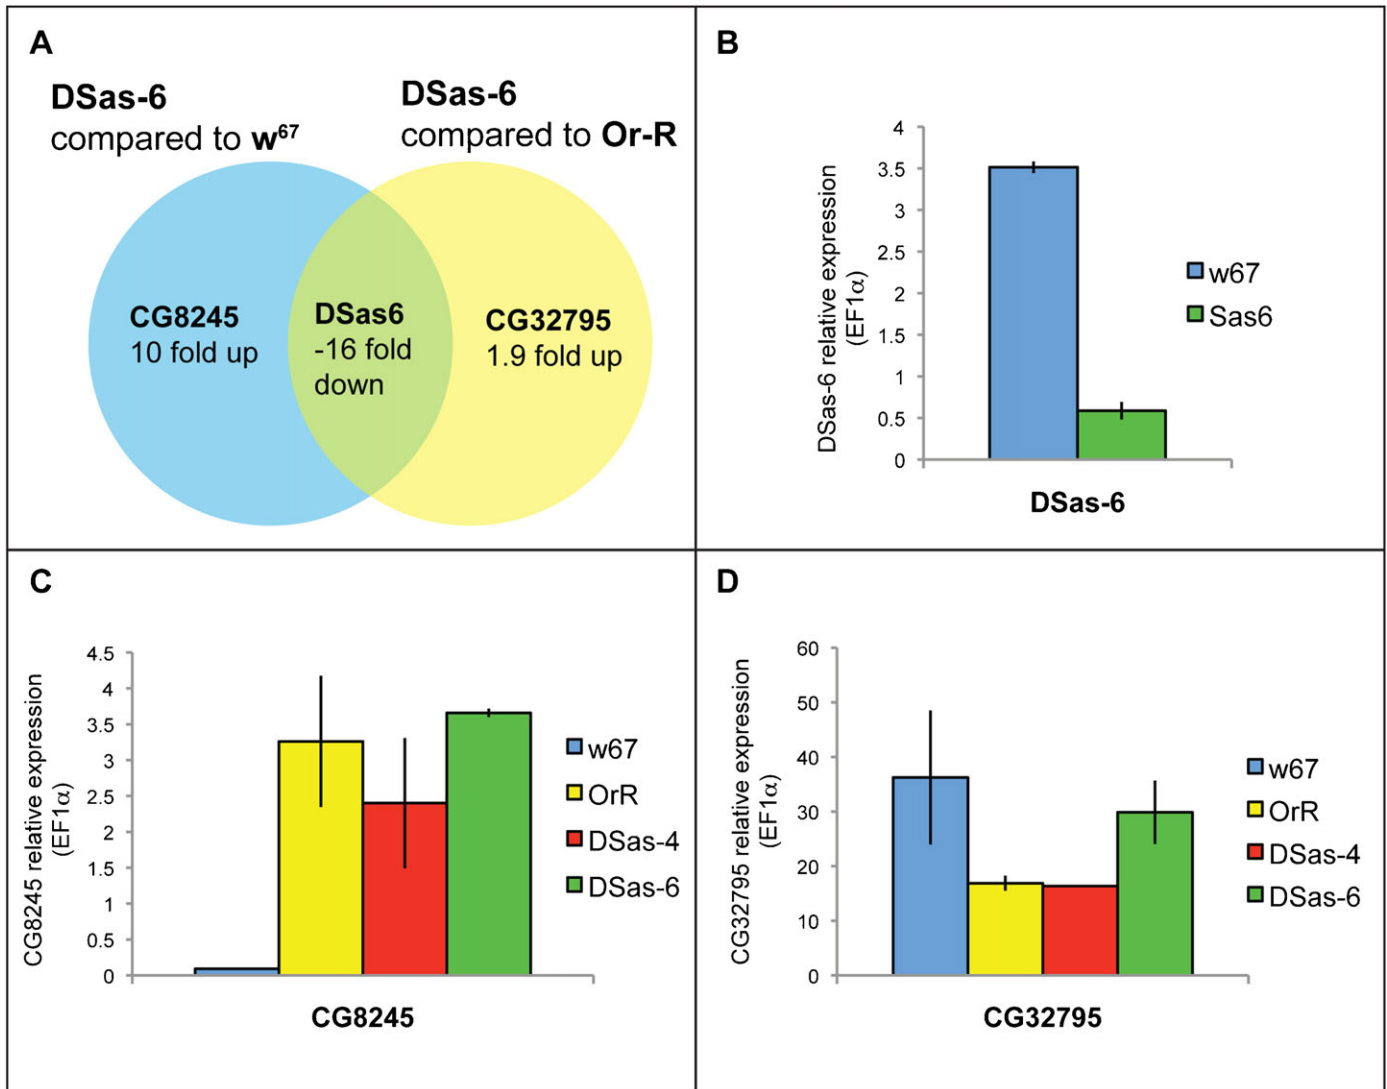 A
DSas-6
compared to w67
DSas-6
compared to Or-R
CG8245
10 fold up
DSas6
-16 fold
down
CG32795
1.9 fold up
B
DSas-6 relative expression
(EF1α)
4
3.5
3
2.5
2
1.5
1
0.5
0
w67
Sas6
DSas-6
C
CG8245 relative expression
(EF1α)
4.5
4
3.5
3
2.5
2
1.5
1
0.5
0
w67
OrR
DSas-4
DSas-6
CG8245
D
CG32795 relative expression
(EF1α)
60
50
40
30
20
10
0
w67
OrR
DSas-4
DSas-6
CG32795